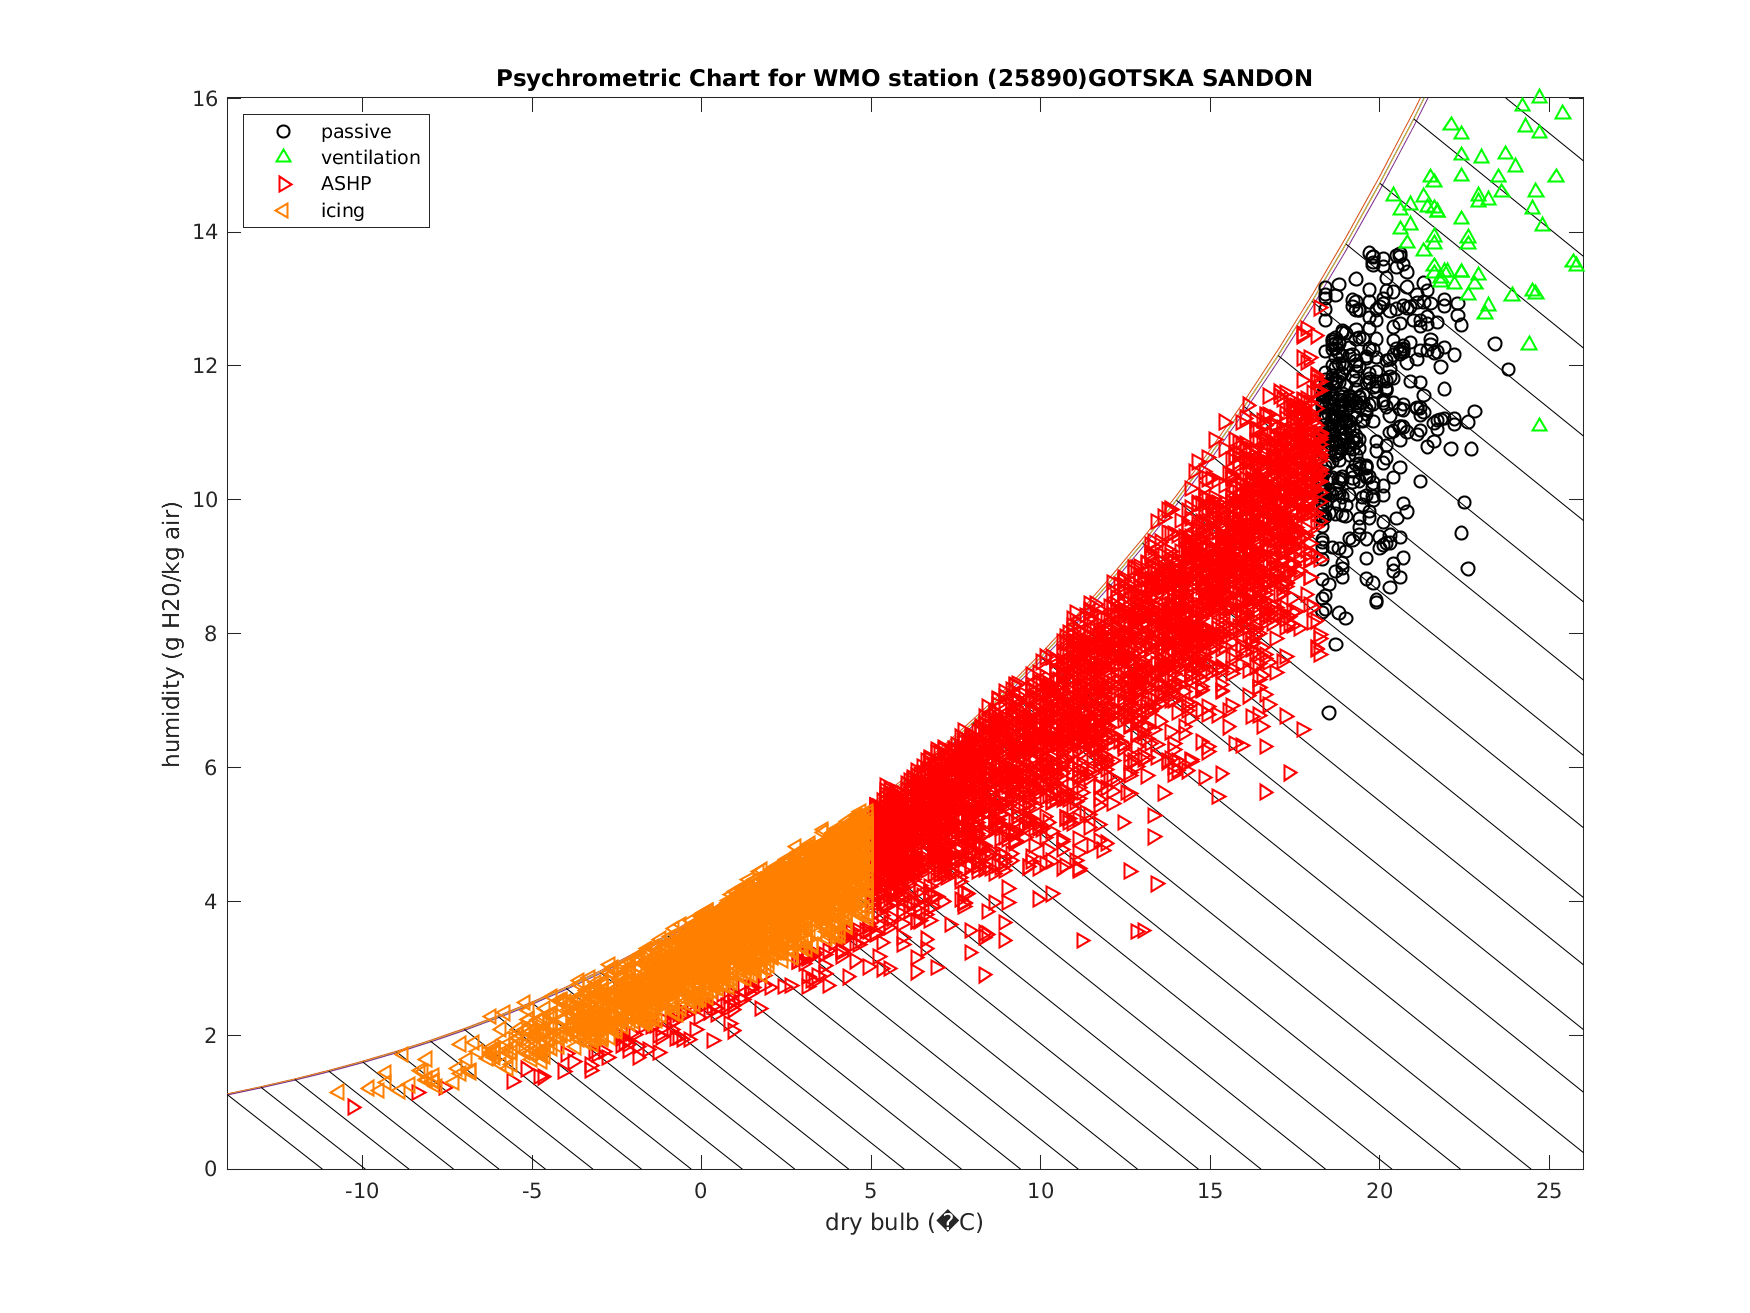 Psychrometric Chart for WMO station (25890)GOTSKA SANDON
passive
ventilation
ASHP
icing
humidity (g H20/kg air)
16
14
12
10
8
6
4
2
0
-10 -5 0 5 10 15 20 25
dry bulb (�C)